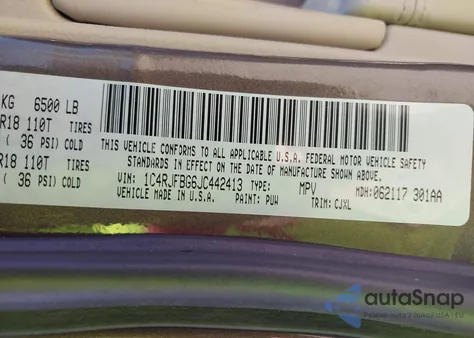 KG 6500 LB
R18 110T TIRES
( 36 PSI) COLD
R18 110T TIRES
( 36 PSI) COLD
THIS VEHICLE CONFORMS TO ALL APPLICABLE U.S.A. FEDERAL MOTOR VEHICLE SAFETY
STANDARDS IN EFFECT ON THE DATE OF MANUFACTURE SHOWN ABOVE.
VIN: 1C4RJFBG6JC442413 TYPE: MPV MDH:062117 301AA
VEHICLE MADE IN U.S.A. PAINT: PUW TRIM: CJXL
autoSnap